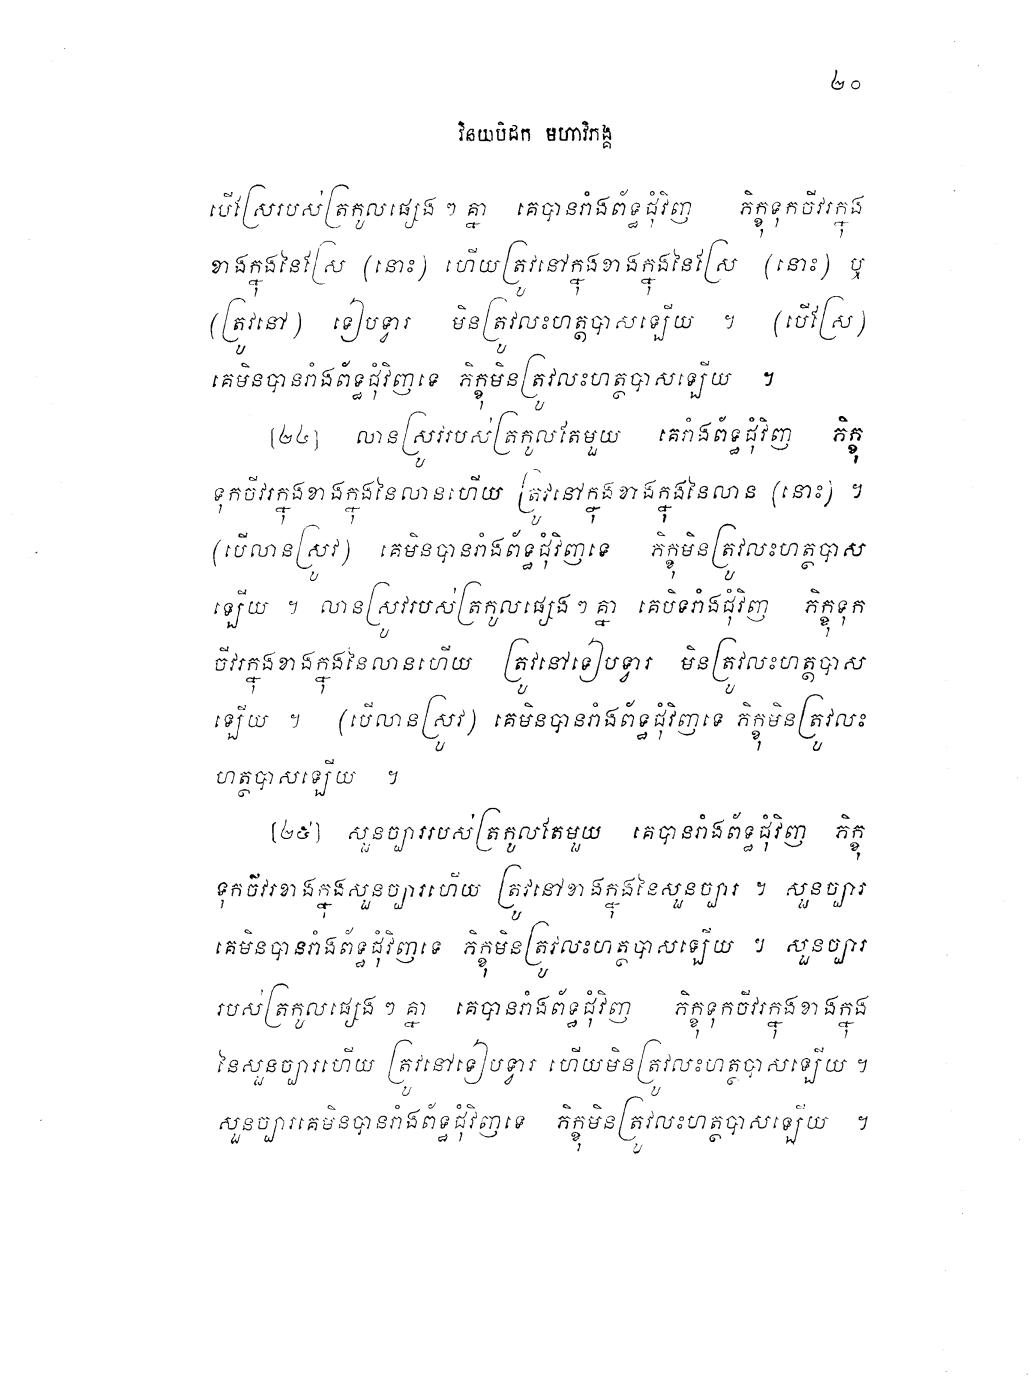 ២០
វិនយបិដក មហាវិភង្គ
បើស្រែរបស់ត្រកូលផ្សេង ៗ គ្នា គេបានរាំងព័ទ្ធជុំវិញ ភិក្ខុទុកចីវរក្នុង
ខាងក្នុងនៃស្រែ (នោះ) ហើយត្រូវនៅក្នុងខាងក្នុងនៃស្រែ (នោះ) ឬ
(ត្រូវនៅ) ទៀបទ្វារ មិនត្រូវលះហត្ថបាសឡើយ ។ (បើស្រែ)
គេមិនបានរាំងព័ទ្ធជុំវិញទេ ភិក្ខុមិនត្រូវលះហត្ថបាសឡើយ ។
[២៤] លានស្រូវរបស់ត្រកូលតែមួយ គេរាំងព័ទ្ធជុំវិញ ភិក្ខុ
ទុកចីវរក្នុងខាងក្នុងនៃលានហើយ ត្រូវនៅក្នុងខាងក្នុងនៃលាន (នោះ) ។
(បើលានស្រូវ) គេមិនបានរាំងព័ទ្ធជុំវិញទេ ភិក្ខុមិនត្រូវលះហត្ថបាស
ឡើយ ។ លានស្រូវរបស់ត្រកូលផ្សេង ៗ គ្នា គេបិទរាំងជុំវិញ ភិក្ខុទុក
ចីវរក្នុងខាងក្នុងនៃលានហើយ ត្រូវនៅទៀបទ្វារ មិនត្រូវលះហត្ថបាស
ឡើយ ។ (បើលានស្រូវ) គេមិនបានរាំងព័ទ្ធជុំវិញទេ ភិក្ខុមិនត្រូវលះ
ហត្ថបាសឡើយ ។
[២៥] សួនច្បាររបស់ត្រកូលតែមួយ គេបានរាំងព័ទ្ធជុំវិញ ភិក្ខុ
ទុកចីវរខាងក្នុងសួនច្បារហើយ ត្រូវនៅខាងក្នុងនៃសួនច្បារ ។ សួនច្បារ
គេមិនបានរាំងព័ទ្ធជុំវិញទេ ភិក្ខុមិនត្រូវលះហត្ថបាសឡើយ ។ សួនច្បារ
របស់ត្រកូលផ្សេង ៗ គ្នា គេបានរាំងព័ទ្ធជុំវិញ ភិក្ខុទុកចីវរក្នុងខាងក្នុង
នៃសួនច្បារហើយ ត្រូវនៅទៀបទ្វារ ហើយមិនត្រូវលះហត្ថបាសឡើយ ។
សួនច្បារគេមិនបានរាំងព័ទ្ធជុំវិញទេ ភិក្ខុមិនត្រូវលះហត្ថបាសឡើយ ។